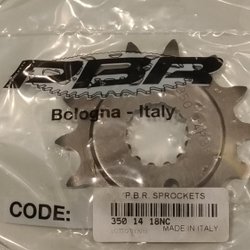 PBR
Bologna - Italy
CODE:
P.B.R. SPROCKETS
350 14 18NC
MADE IN ITALY